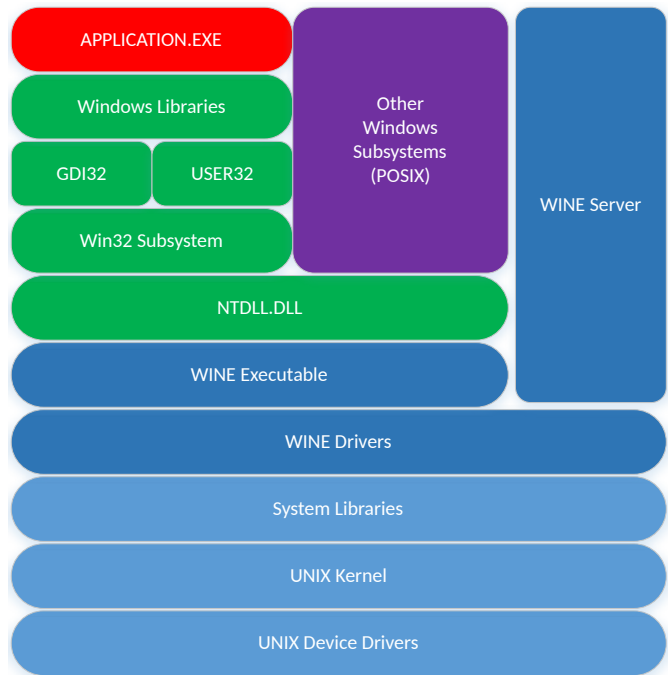 APPLICATION.EXE
Windows Libraries
GDI32
USER32
Win32 Subsystem
Other
Windows
Subsystems
(POSIX)
WINE Server
NTDLL.DLL
WINE Executable
WINE Drivers
System Libraries
UNIX Kernel
UNIX Device Drivers